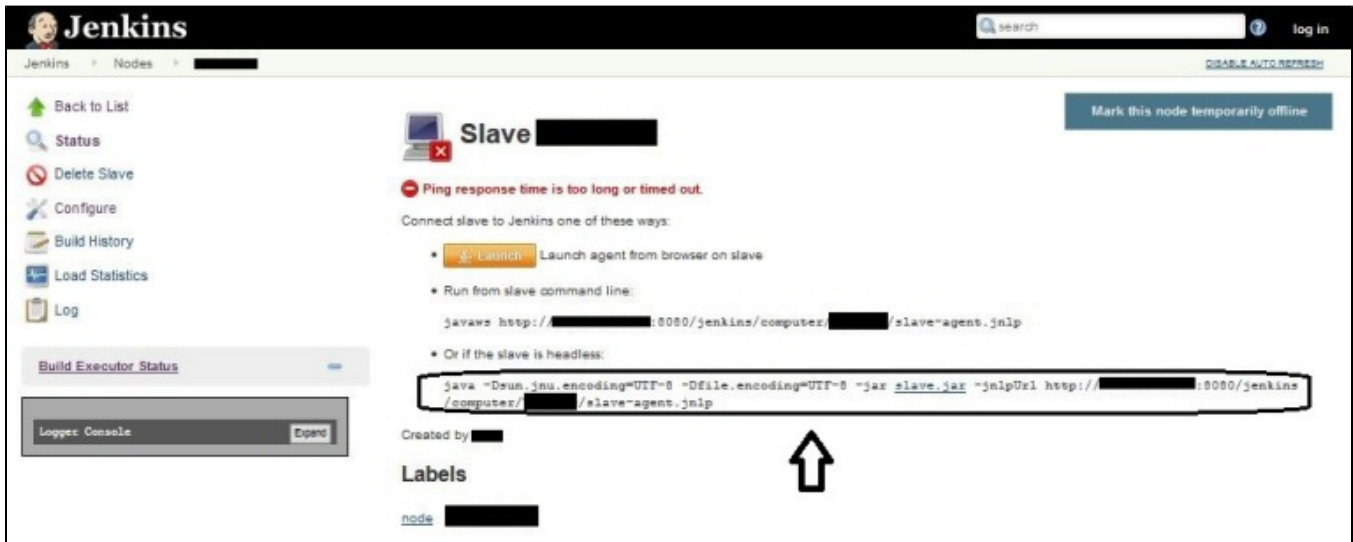 Jenkins
search
log in
Jenkins Nodes
DISABLE AUTO REFRESH
Back to List
Status
Delete Slave
Configure
Build History
Load Statistics
Log
Build Executor Status
Logger Console Expand
Mark this node temporarily offline
Slave
Ping response time is too long or timed out.
Connect slave to Jenkins one of these ways:
Launch Launch agent from browser on slave
Run from slave command line:
javaws http://:8080/jenkins/computer//slave-agent.jnlp
Or if the slave is headless:
java -Dsun.jnu.encoding=UTF-8 -Dfile.encoding=UTF-8 -jar slave.jar -jnlpUrl http://:8080/jenkins
/computer//slave-agent.jnlp
Created by
Labels
node